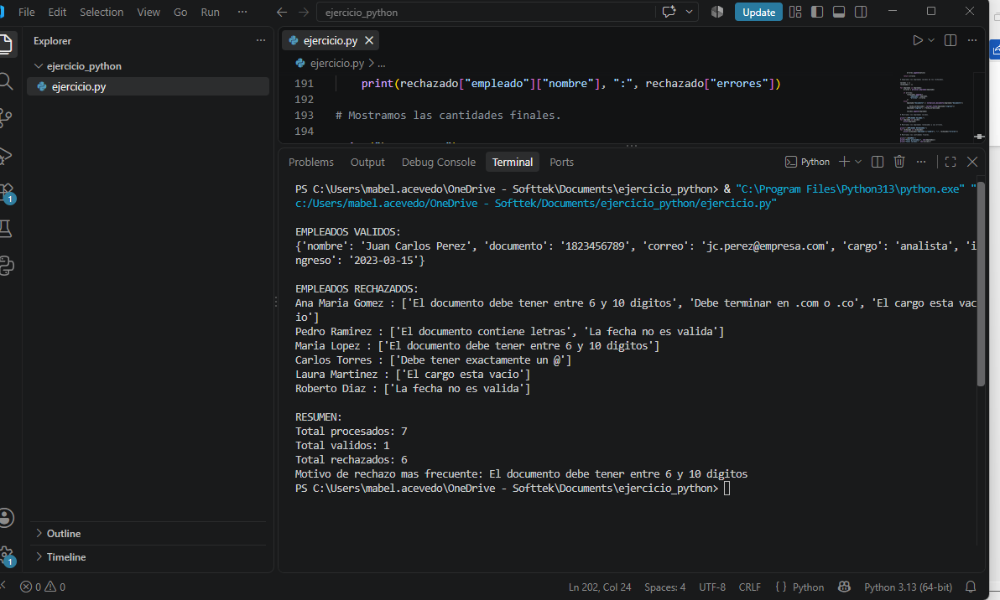 File Edit Selection View Go Run ··· ejercicio_python Update
Explorer ···
ejercicio_python
ejercicio.py
ejercicio.py
ejercicio.py > ...
191 print(rechazado["empleado"]["nombre"], ":", rechazado["errores"])
192
193 # Mostramos las cantidades finales.
194
Problems Output Debug Console Terminal Ports Python
PS C:\Users\mabel.acevedo\OneDrive - Softtek\Documents\ejercicio_python> & "C:\Program Files\Python313\python.exe" "
c:/Users/mabel.acevedo/OneDrive - Softtek/Documents/ejercicio_python/ejercicio.py"
EMPLEADOS VALIDOS:
{'nombre': 'Juan Carlos Perez', 'documento': '1823456789', 'correo': 'jc.perez@empresa.com', 'cargo': 'analista', 'i
ngreso': '2023-03-15'}
EMPLEADOS RECHAZADOS:
Ana Maria Gomez : ['El documento debe tener entre 6 y 10 digitos', 'Debe terminar en .com o .co', 'El cargo esta vac
io']
Pedro Ramirez : ['El documento contiene letras', 'La fecha no es valida']
Maria Lopez : ['El documento debe tener entre 6 y 10 digitos']
Carlos Torres : ['Debe tener exactamente un @']
Laura Martinez : ['El cargo esta vacio']
Roberto Diaz : ['La fecha no es valida']
RESUMEN:
Total procesados: 7
Total validos: 1
Total rechazados: 6
Motivo de rechazo mas frecuente: El documento debe tener entre 6 y 10 digitos
PS C:\Users\mabel.acevedo\OneDrive - Softtek\Documents\ejercicio_python>
1
Outline
Timeline
1
0 0 Ln 202, Col 24 Spaces: 4 UTF-8 CRLF { } Python Python 3.13 (64-bit)